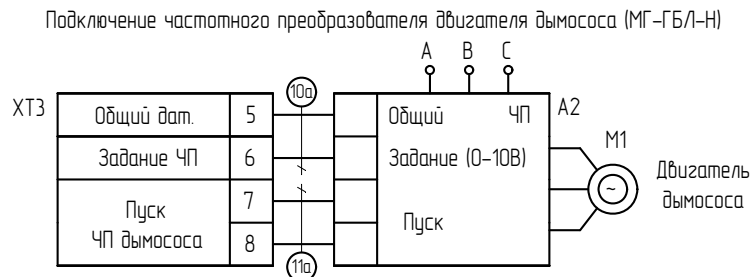 Подключение частотного преобразователя двигателя дымососа (МГ-ГБЛ-Н)
A B C
XT3
Общий дат. 5
Задание ЧП 6
Пуск 7
ЧП дымососа 8
10а
11а
Общий ЧП
Задание (0-10В)
Пуск
A2
M1
~
Двигатель
дымососа